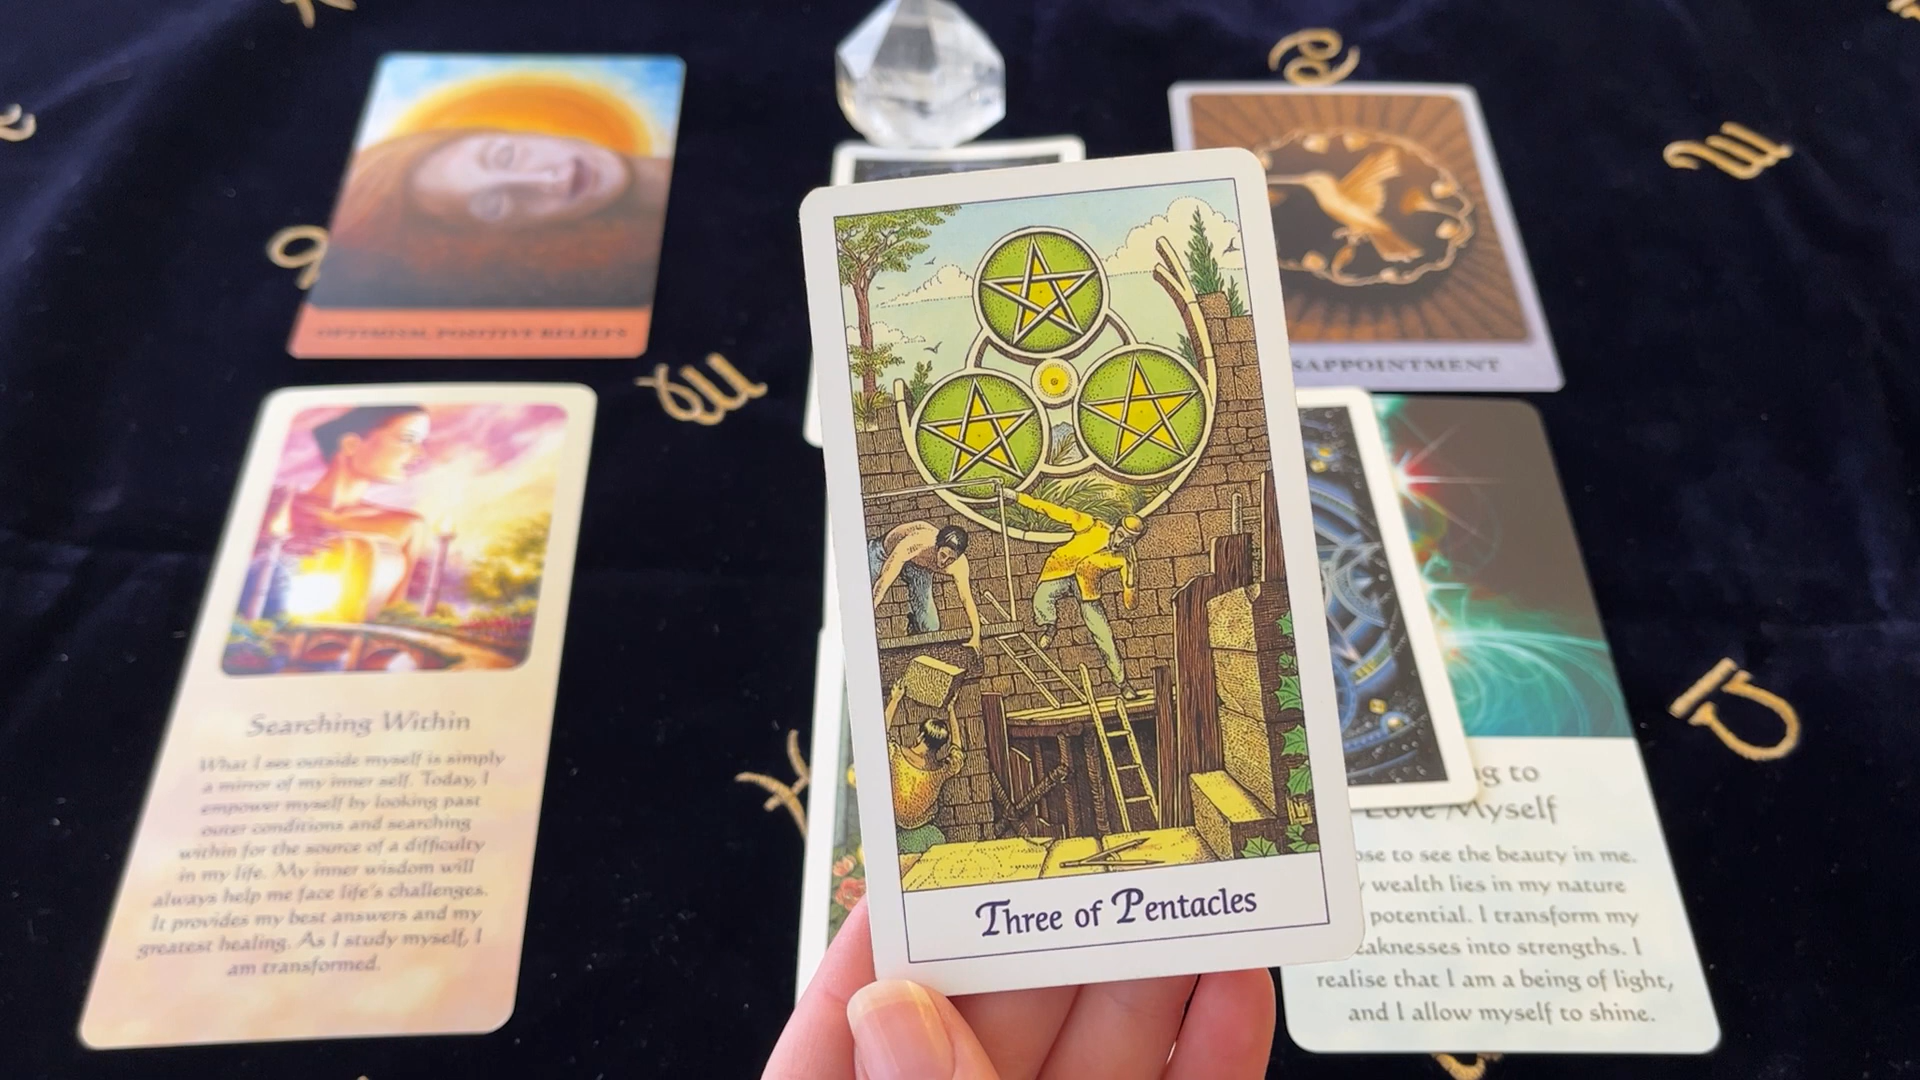 OPTIMISM, POSITIVE BELIEFS
SAPPOINTMENT
Three of Pentacles
Searching Within
What I see outside myself is simply
a mirror of my inner self. Today, I
empower myself by looking past
outer conditions and searching
within for the source of a difficulty
in my life. My inner wisdom will
always help me face life's challenges.
It provides my best answers and my
greatest healing. As I study myself, I
am transformed.
g to
Love Myself
ose to see the beauty in me.
wealth lies in my nature
potential. I transform my
eaknesses into strengths. I
realise that I am a being of light,
and I allow myself to shine.